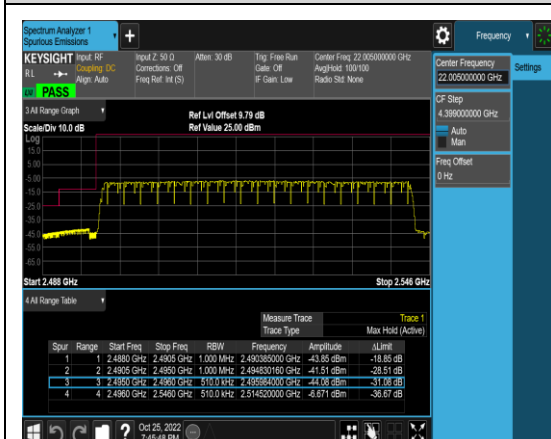 Spectrum Analyzer 1
Spurious Emissions
Frequency
KEYSIGHT Input: RF Input Z: 50 Ω Atten: 30 dB Trig: Free Run Center Freq: 22.005000000 GHz
RL Coupling: DC Corrections: Off Gate: Off Avg|Hold: 100/100
Align: Auto Freq Ref: Int (S) IF Gain: Low Radio Std: None
PASS
Center Frequency
22.005000000 GHz
Settings
CF Step
4.399000000 GHz
Auto
Man
Freq Offset
0 Hz
3 All Range Graph
Ref Lvl Offset 9.79 dB
Scale/Div 10.0 dB Ref Value 25.00 dBm
Log
15.0
5.00
-5.00
-15.0
-25.0
-35.0
-45.0
-55.0
-65.0
Start 2.488 GHz Stop 2.546 GHz
4 All Range Table
Measure Trace Trace 1
Trace Type Max Hold (Active)
Spur Range Start Freq Stop Freq RBW Frequency Amplitude ΔLimit
1 1 2.4880 GHz 2.4905 GHz 1.000 MHz 2.490385000 GHz -43.85 dBm -18.85 dB
2 2 2.4905 GHz 2.4950 GHz 1.000 MHz 2.494830160 GHz -41.51 dBm -28.51 dB
3 3 2.4950 GHz 2.4960 GHz 510.0 kHz 2.495984000 GHz -44.08 dBm -31.08 dB
4 4 2.4960 GHz 2.5460 GHz 510.0 kHz 2.514520000 GHz -6.671 dBm -36.67 dB
Oct 25, 2022
7:45:48 PM